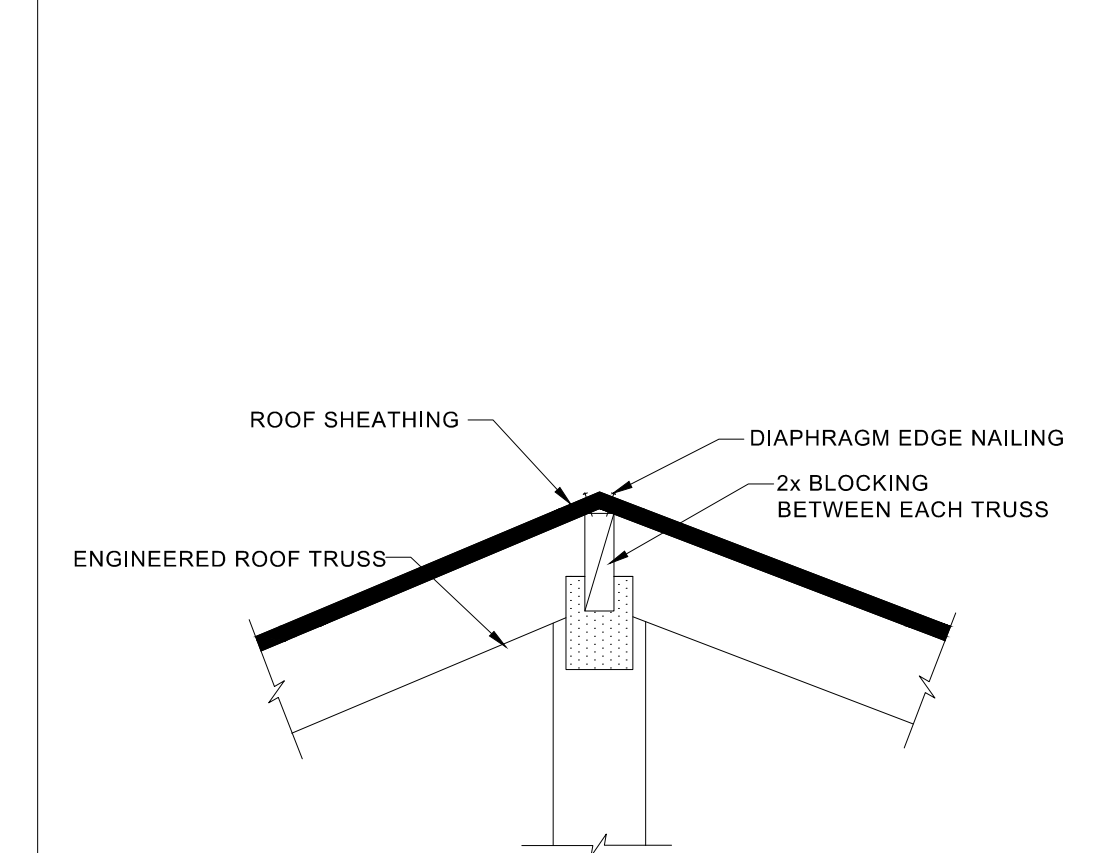 ROOF SHEATHING
DIAPHRAGM EDGE NAILING
2x BLOCKING
BETWEEN EACH TRUSS
ENGINEERED ROOF TRUSS